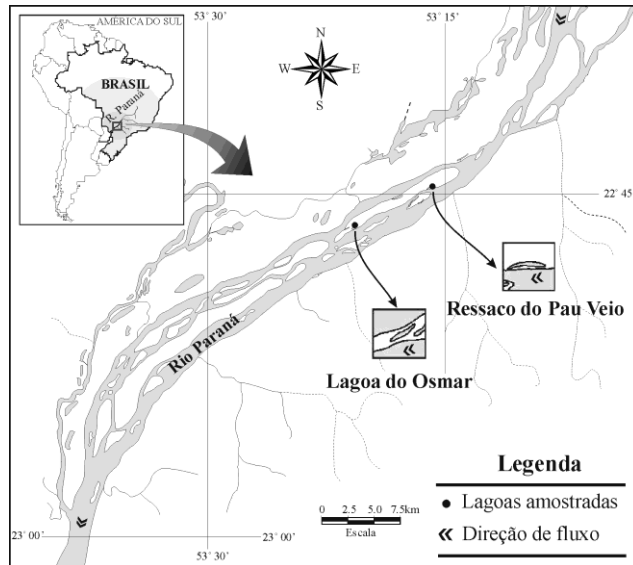 AMÉRICA DO SUL
BRASIL
R. Paraná
53° 30'
53° 15'
N
W E
S
22° 45'
Ressaco do Pau Veio
Lagoa do Osmar
Rio Paraná
Legenda
Lagoas amostradas
Direção de fluxo
0 2.5 5.0 7.5km
Escala
23° 00'
23° 00'
53° 30'